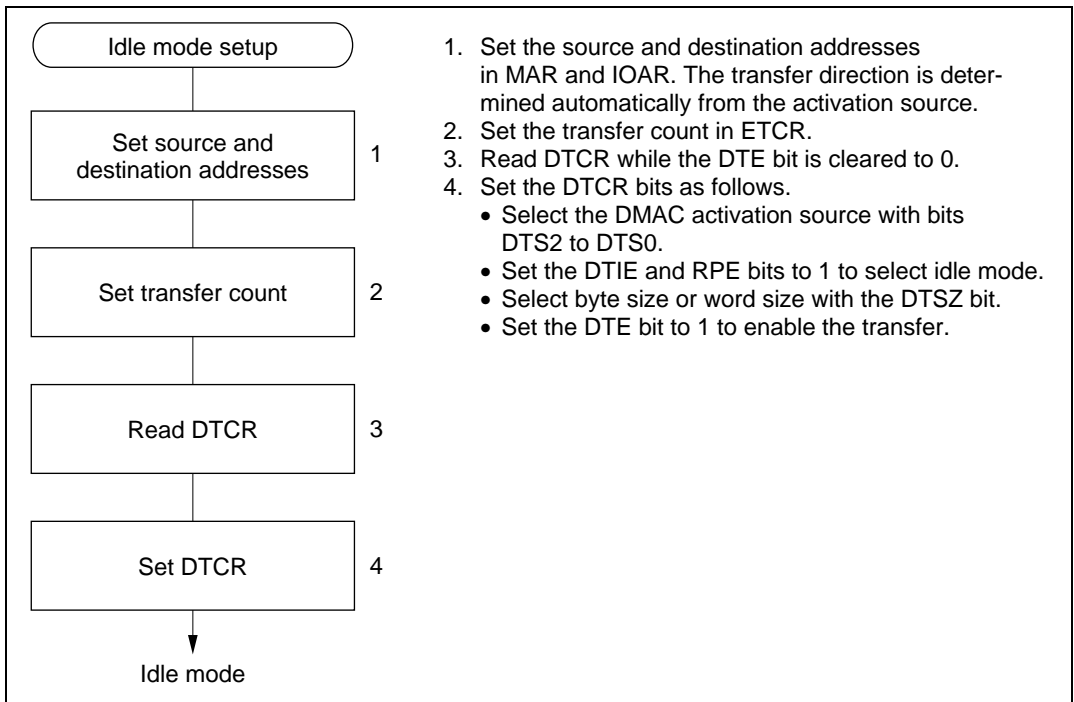 Idle mode setup
Set source and
destination addresses
1
Set transfer count
2
Read DTCR
3
Set DTCR
4
Idle mode
1. Set the source and destination addresses
in MAR and IOAR. The transfer direction is deter-
mined automatically from the activation source.
2. Set the transfer count in ETCR.
3. Read DTCR while the DTE bit is cleared to 0.
4. Set the DTCR bits as follows.
• Select the DMAC activation source with bits
DTS2 to DTS0.
• Set the DTIE and RPE bits to 1 to select idle mode.
• Select byte size or word size with the DTSZ bit.
• Set the DTE bit to 1 to enable the transfer.